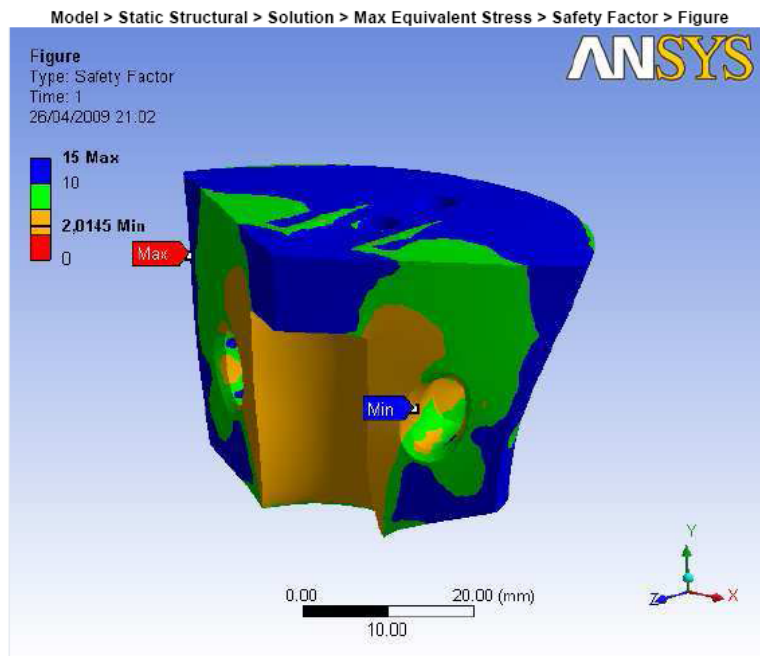 Model > Static Structural > Solution > Max Equivalent Stress > Safety Factor > Figure
Figure
Type: Safety Factor
Time: 1
26/04/2009 21:02
ANSYS
15 Max
10
2,0145 Min
0
Max
Min
0.00 20.00 (mm)
10.00
Y
Z X